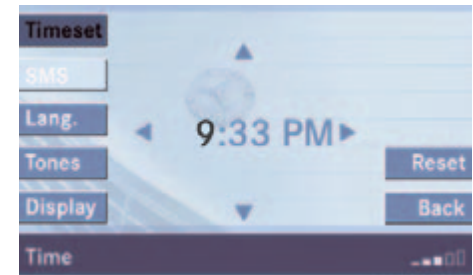 Timeset
SMS
Lang.
9:33 PM
Tones
Reset
Display
Back
Time